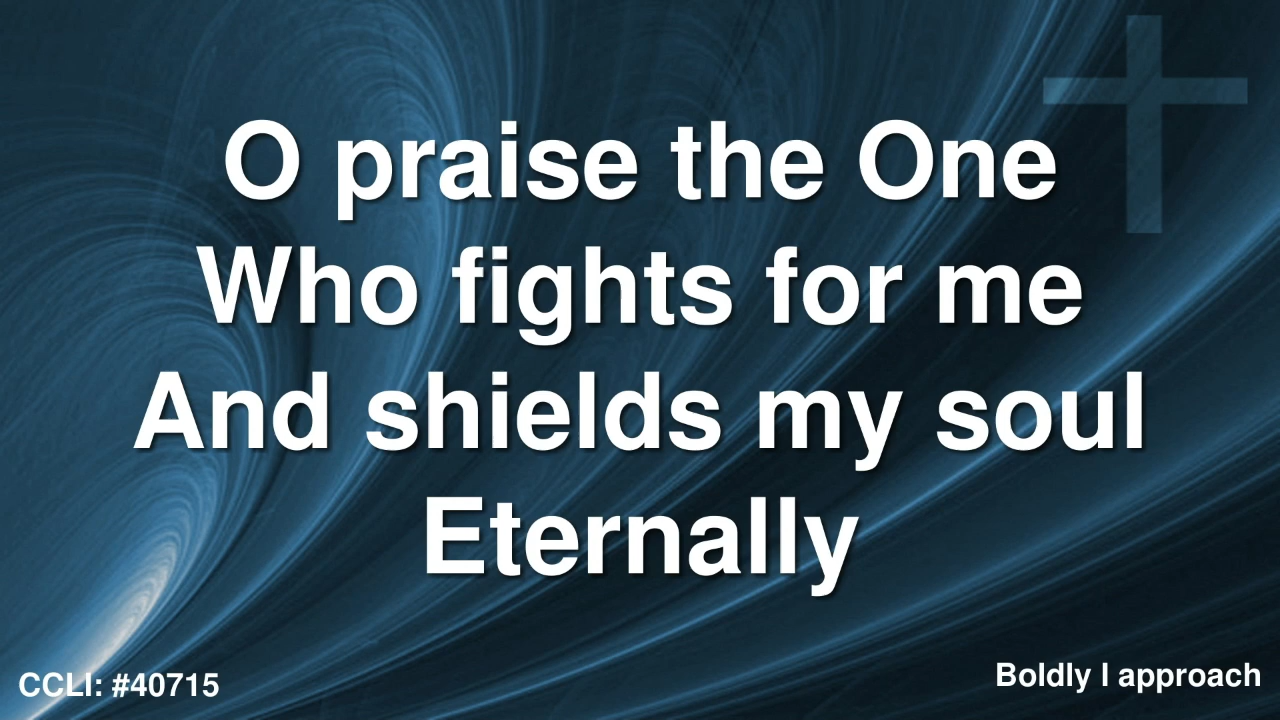 O praise the One
Who fights for me
And shields my soul
Eternally
CCLI: #40715
Boldly I approach